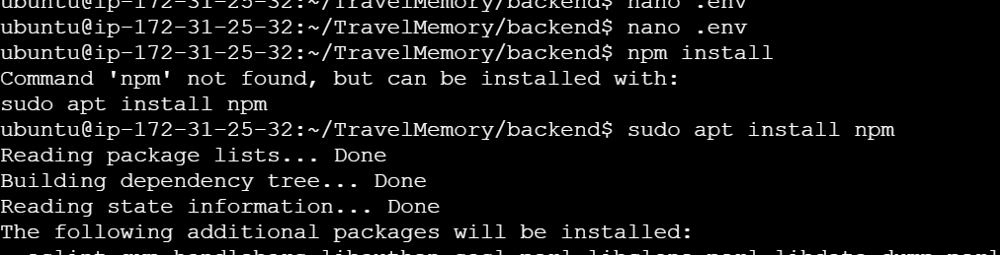 ubuntu@ip-172-31-25-32:~/TravelMemory/backend$ nano .env
ubuntu@ip-172-31-25-32:~/TravelMemory/backend$ nano .env
ubuntu@ip-172-31-25-32:~/TravelMemory/backend$ npm install
Command 'npm' not found, but can be installed with:
sudo apt install npm
ubuntu@ip-172-31-25-32:~/TravelMemory/backend$ sudo apt install npm
Reading package lists... Done
Building dependency tree... Done
Reading state information... Done
The following additional packages will be installed: